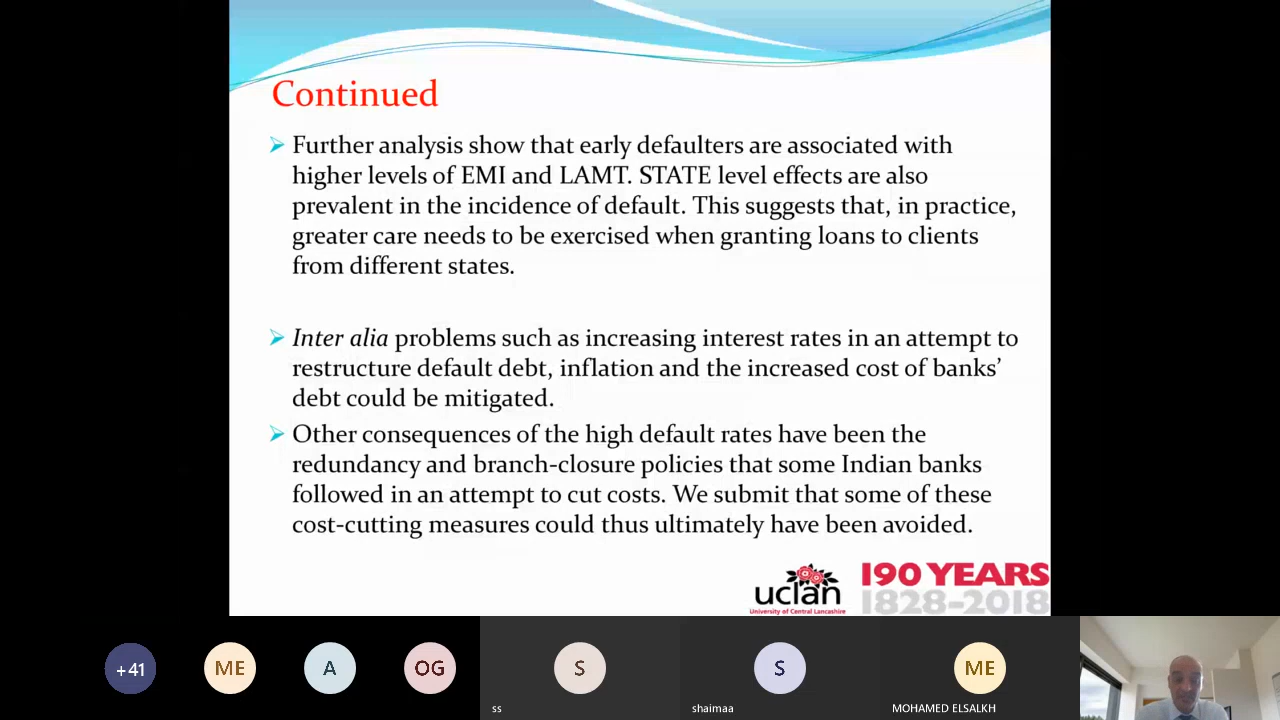 Continued
Further analysis show that early defaulters are associated with
higher levels of EMI and LAMT. STATE level effects are also
prevalent in the incidence of default. This suggests that, in practice,
greater care needs to be exercised when granting loans to clients
from different states.
Inter alia problems such as increasing interest rates in an attempt to
restructure default debt, inflation and the increased cost of banks’
debt could be mitigated.
Other consequences of the high default rates have been the
redundancy and branch-closure policies that some Indian banks
followed in an attempt to cut costs. We submit that some of these
cost-cutting measures could thus ultimately have been avoided.
uclan
University of Central Lancashire
190 YEARS
1828-2018
+41
ME
A
OG
S
S
ME
ss
shaimaa
MOHAMED ELSALKH